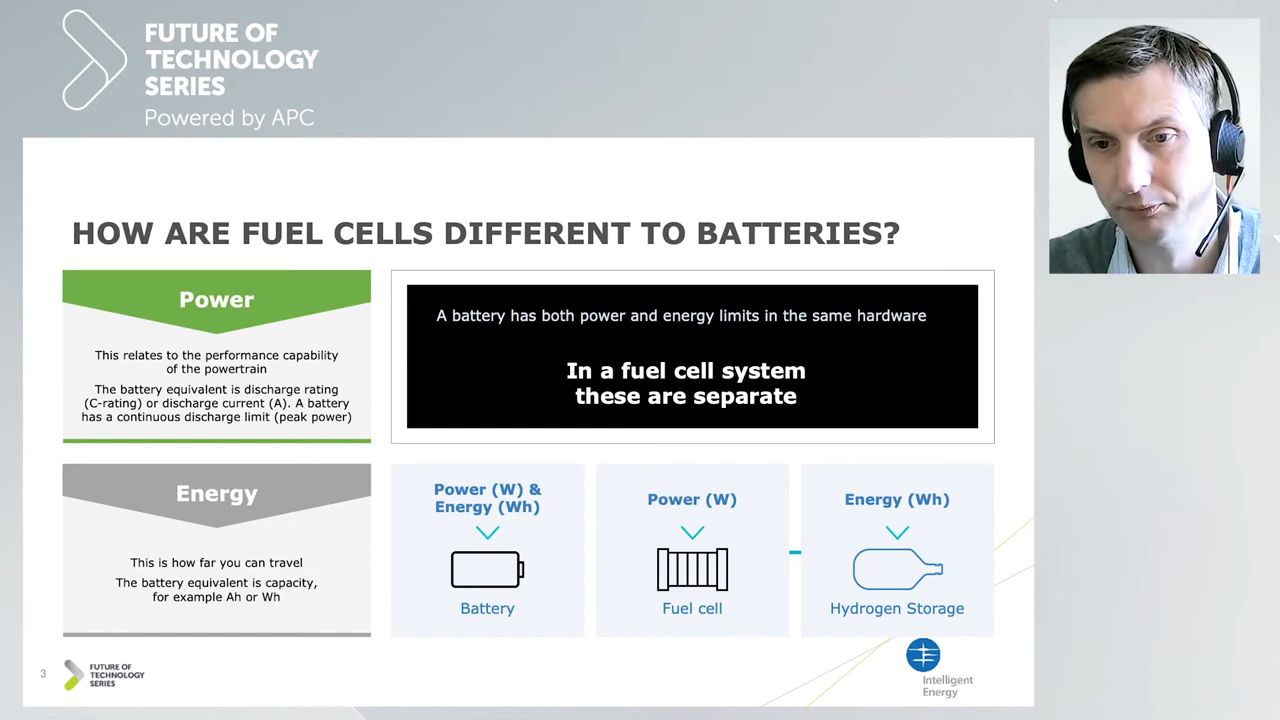 FUTURE OF
TECHNOLOGY
SERIES
Powered by APC
HOW ARE FUEL CELLS DIFFERENT TO BATTERIES?
Power
This relates to the performance capability
of the powertrain
The battery equivalent is discharge rating
(C-rating) or discharge current (A). A battery
has a continuous discharge limit (peak power)
A battery has both power and energy limits in the same hardware
In a fuel cell system
these are separate
Energy
This is how far you can travel
The battery equivalent is capacity,
for example Ah or Wh
Power (W) &
Energy (Wh)
Battery
Power (W)
Fuel cell
Energy (Wh)
Hydrogen Storage
3
FUTURE OF
TECHNOLOGY
SERIES
Intelligent
Energy